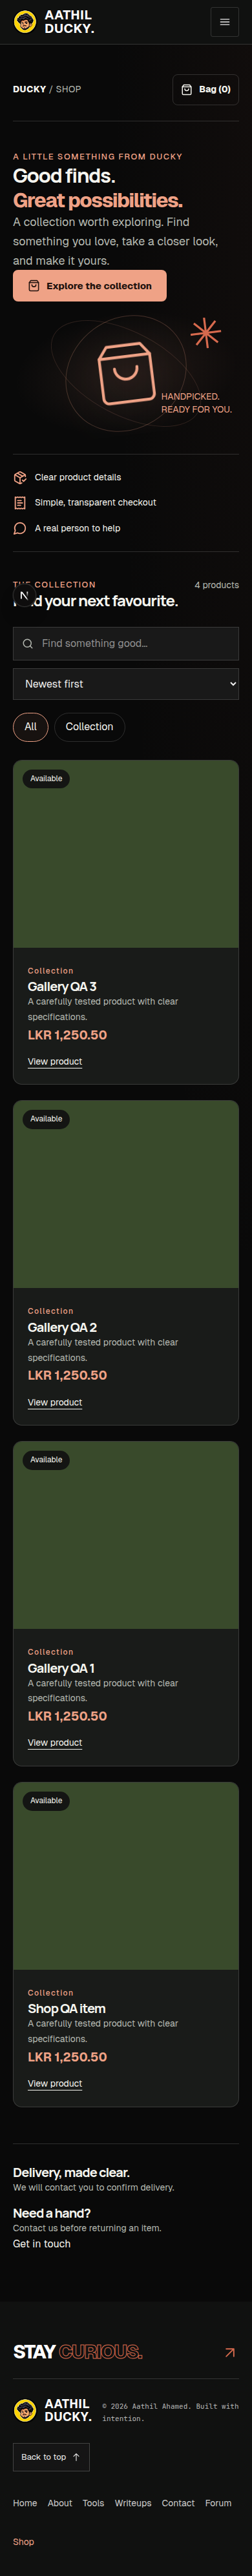 AATHIL
DUCKY.
DUCKY / SHOP
Bag (0)
A LITTLE SOMETHING FROM DUCKY
Good finds.
Great possibilities.
A collection worth exploring. Find
something you love, take a closer look,
and make it yours.
Explore the collection
HANDPICKED.
READY FOR YOU.
Clear product details
Simple, transparent checkout
A real person to help
COLLECTION
4 products
N
your next favourite.
Find something good...
Newest first
All
Collection
Available
Collection
Gallery QA 3
A carefully tested product with clear
specifications.
LKR 1,250.50
View product
Available
Collection
Gallery QA 2
A carefully tested product with clear
specifications.
LKR 1,250.50
View product
Available
Collection
Gallery QA 1
A carefully tested product with clear
specifications.
LKR 1,250.50
View product
Available
Collection
Shop QA item
A carefully tested product with clear
specifications.
LKR 1,250.50
View product
Delivery, made clear.
We will contact you to confirm delivery.
Need a hand?
Contact us before returning an item.
Get in touch
STAY CURIOUS.
AATHIL
DUCKY.
© 2026 Aathil Ahamed. Built with
intention.
Back to top
Home About Tools Writeups Contact Forum
Shop